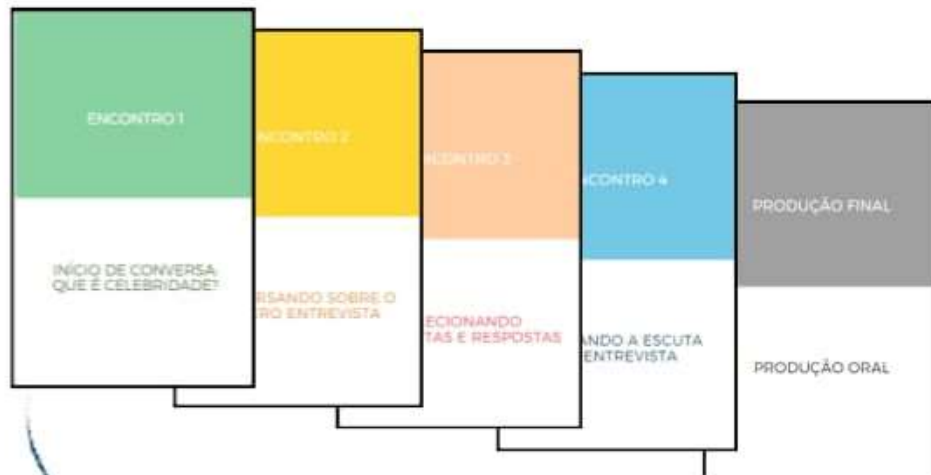 ENCONTRO 1
INÍCIO DE CONVERSA:
QUE É CELEBRIDADE?
NCONTRO 2
RSANDO SOBRE O
RO ENTREVISTA
NCONTRO 3
ECIONANDO
TAS E RESPOSTAS
NCONTRO 4
ANDO A ESCUTA
ENTREVISTA
PRODUÇÃO FINAL
PRODUÇÃO ORAL